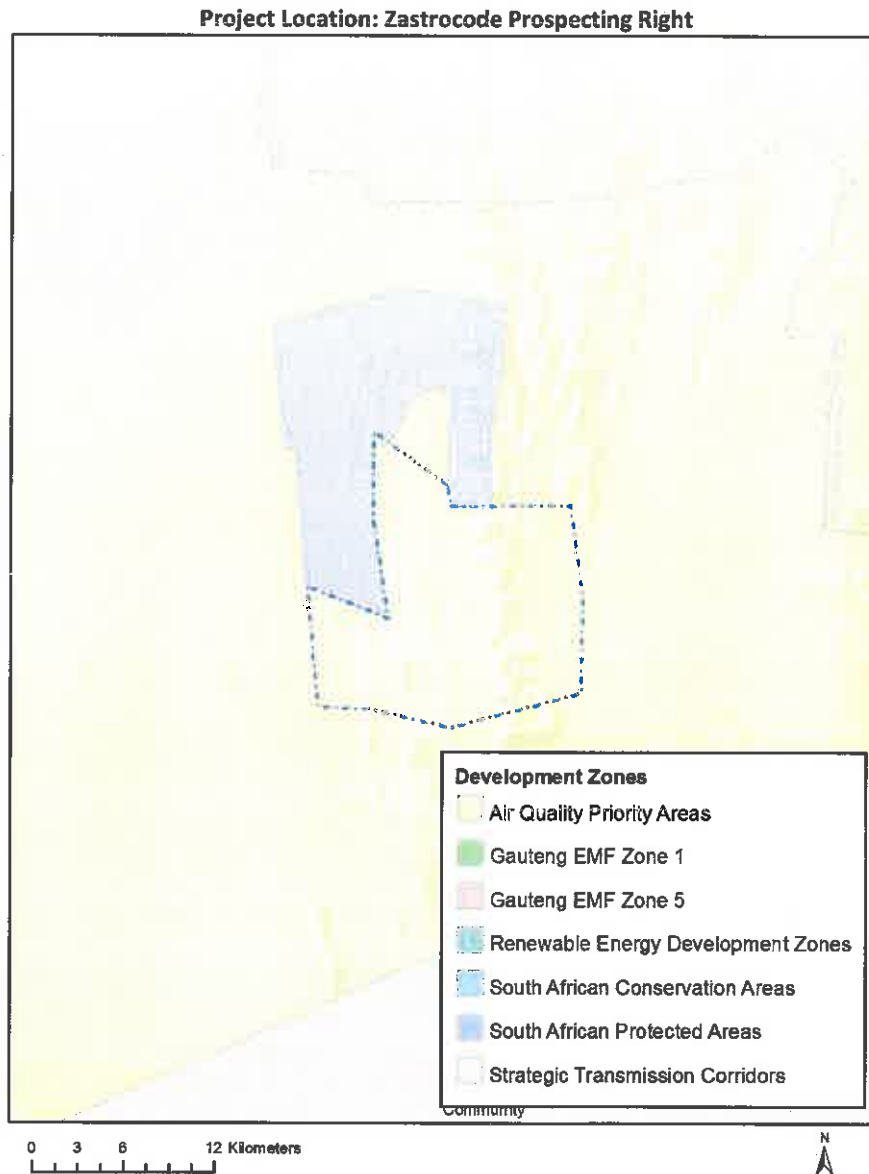 Project Location: Zastrocode Prospecting Right
Development Zones
Air Quality Priority Areas
Gauteng EMF Zone 1
Gauteng EMF Zone 5
Renewable Energy Development Zones
South African Conservation Areas
South African Protected Areas
Strategic Transmission Corridors
Community
0 3 6 12 Kilometers
N